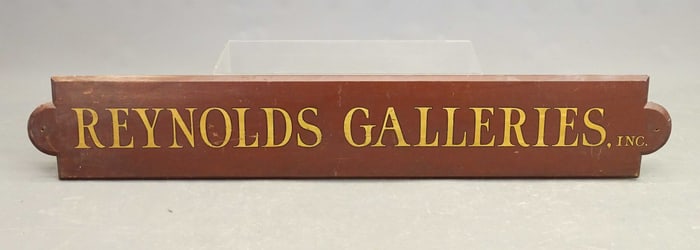 REYNOLDS GALLERIES, INC.